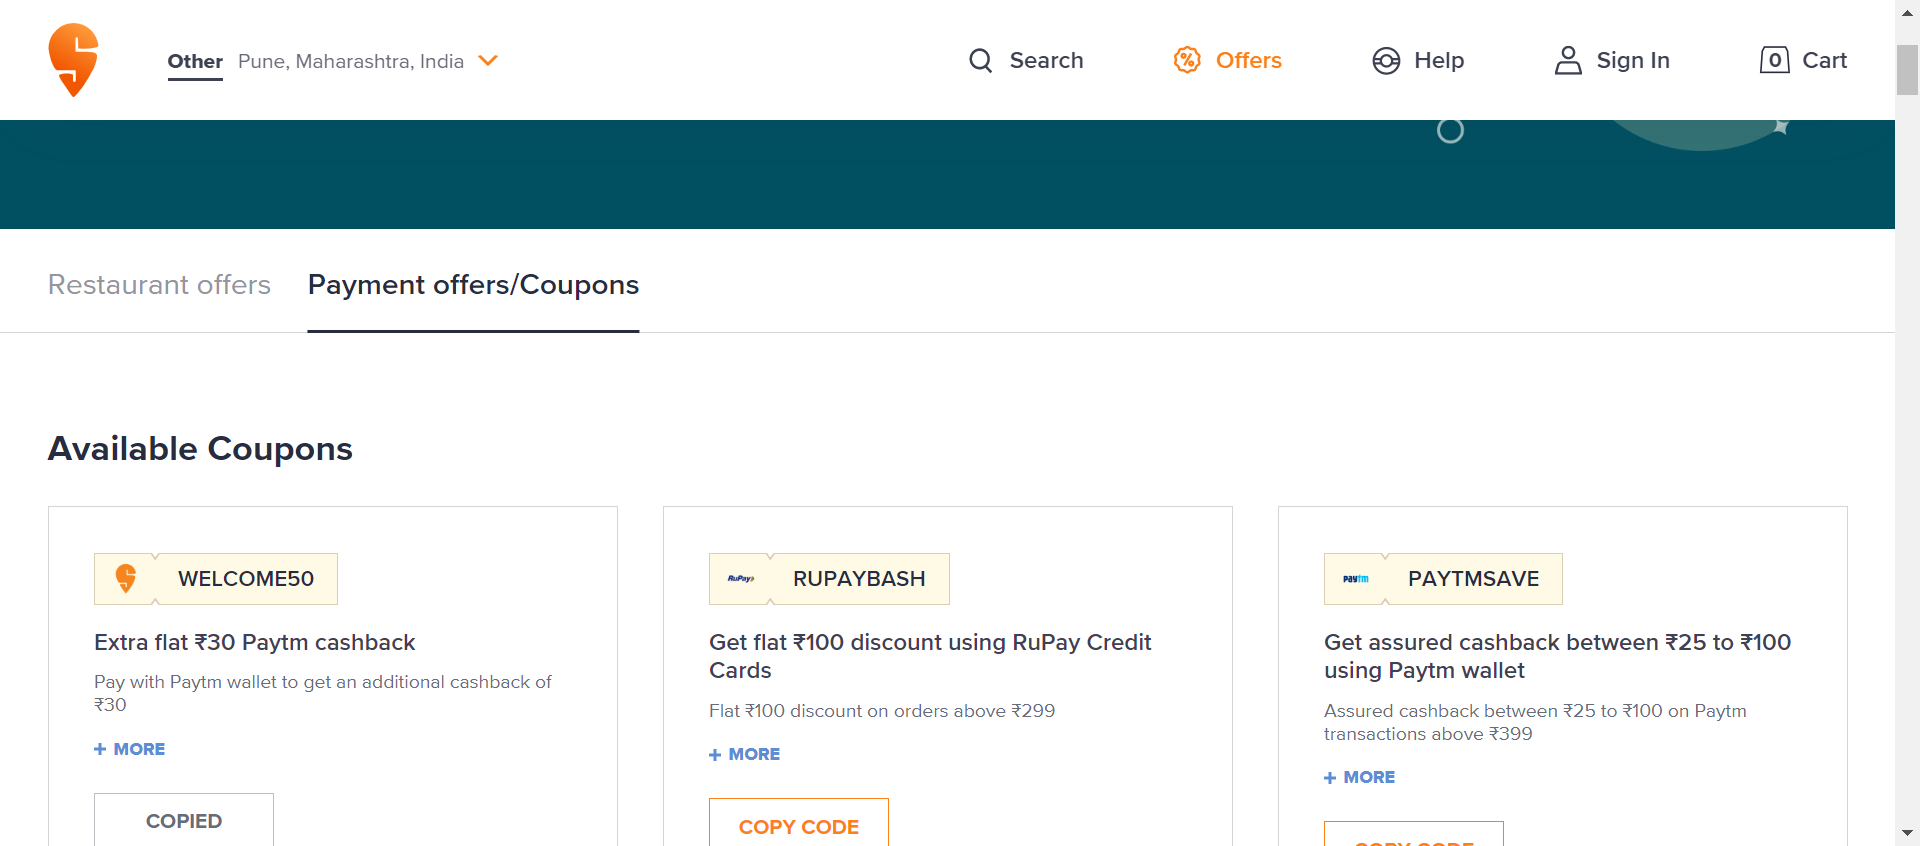 Other Pune, Maharashtra, India
Search
Offers
Help
Sign In
0 Cart
Restaurant offers
Payment offers/Coupons
Available Coupons
WELCOME50
Extra flat ₹30 Paytm cashback
Pay with Paytm wallet to get an additional cashback of
₹30
+ MORE
COPIED
RuPay
RUPAYBASH
Get flat ₹100 discount using RuPay Credit
Cards
Flat ₹100 discount on orders above ₹299
+ MORE
COPY CODE
paytm
PAYTMSAVE
Get assured cashback between ₹25 to ₹100
using Paytm wallet
Assured cashback between ₹25 to ₹100 on Paytm
transactions above ₹399
+ MORE
COPY CODE